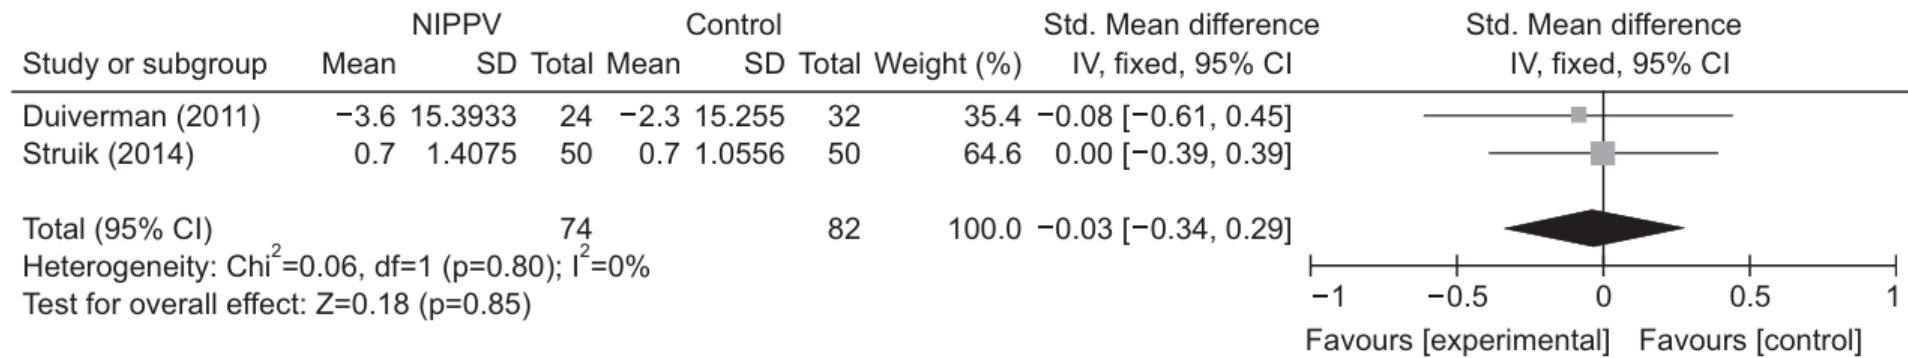 NIPPV Control Std. Mean difference Std. Mean difference
Study or subgroup Mean SD Total Mean SD Total Weight (%) IV, fixed, 95% CI IV, fixed, 95% CI
Duiverman (2011) −3.6 15.3933 24 −2.3 15.255 32 35.4 −0.08 [−0.61, 0.45]
Struik (2014) 0.7 1.4075 50 0.7 1.0556 50 64.6 0.00 [−0.39, 0.39]
Total (95% CI) 74 82 100.0 −0.03 [−0.34, 0.29]
Heterogeneity: Chi²=0.06, df=1 (p=0.80); I²=0%
Test for overall effect: Z=0.18 (p=0.85)
−1 −0.5 0 0.5 1
Favours [experimental] Favours [control]